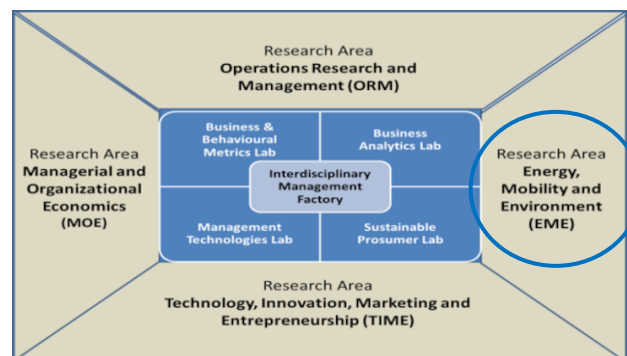 Research Area
Operations Research and
Management (ORM)
Research Area
Managerial and
Organizational
Economics
(MOE)
Business &
Behavioural
Metrics Lab
Business
Analytics Lab
Interdisciplinary
Management
Factory
Management
Technologies Lab
Sustainable
Prosumer Lab
Research Area
Energy,
Mobility and
Environment
(EME)
Research Area
Technology, Innovation, Marketing and
Entrepreneurship (TIME)